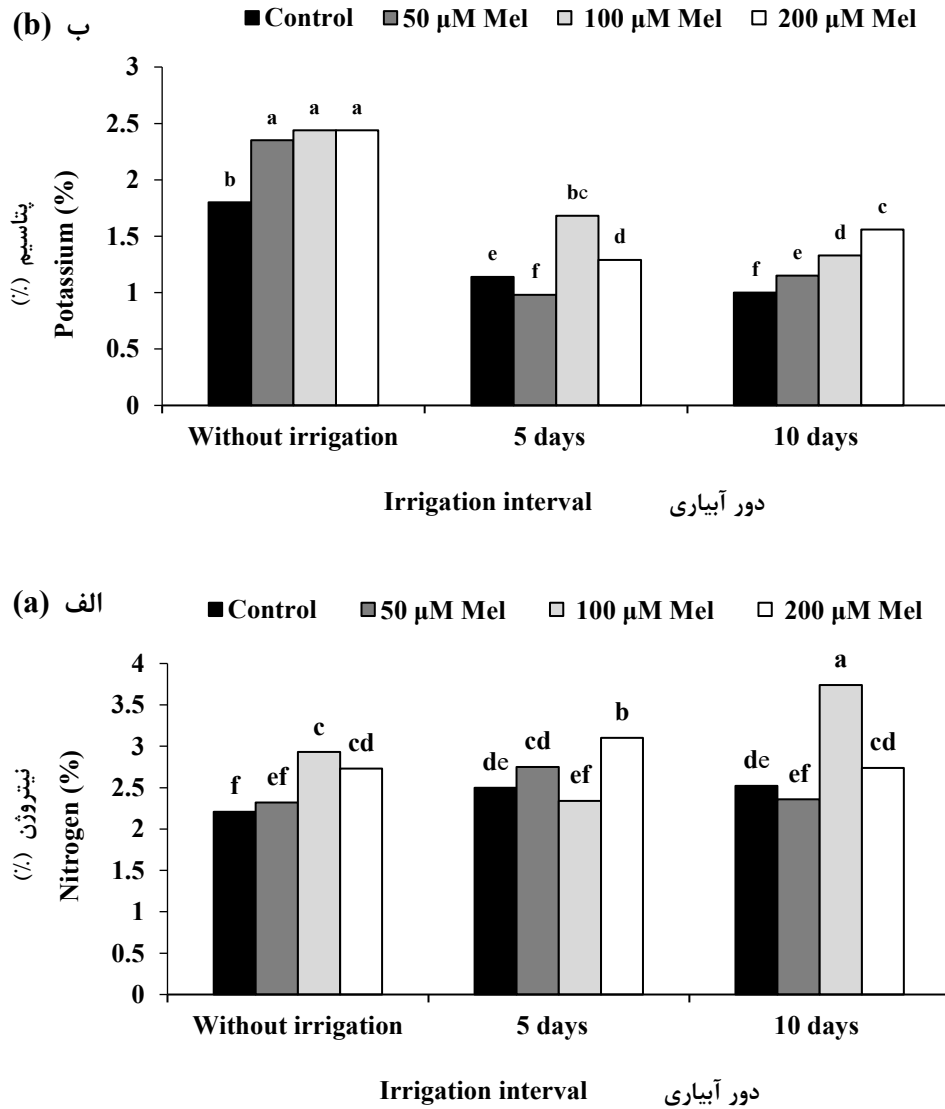 (b) ب
Control 50 µM Mel 100 µM Mel 200 µM Mel
پتاسیم (٪)
Potassium (%)
3
2.5
2
1.5
1
0.5
0
b a a a
e f bc d
f e d c
Without irrigation 5 days 10 days
Irrigation interval دور آبیاری
(a) الف
Control 50 µM Mel 100 µM Mel 200 µM Mel
نیتروژن (٪)
Nitrogen (%)
4
3.5
3
2.5
2
1.5
1
0.5
0
f ef c cd
de cd ef b
de ef a cd
Without irrigation 5 days 10 days
Irrigation interval دور آبیاری